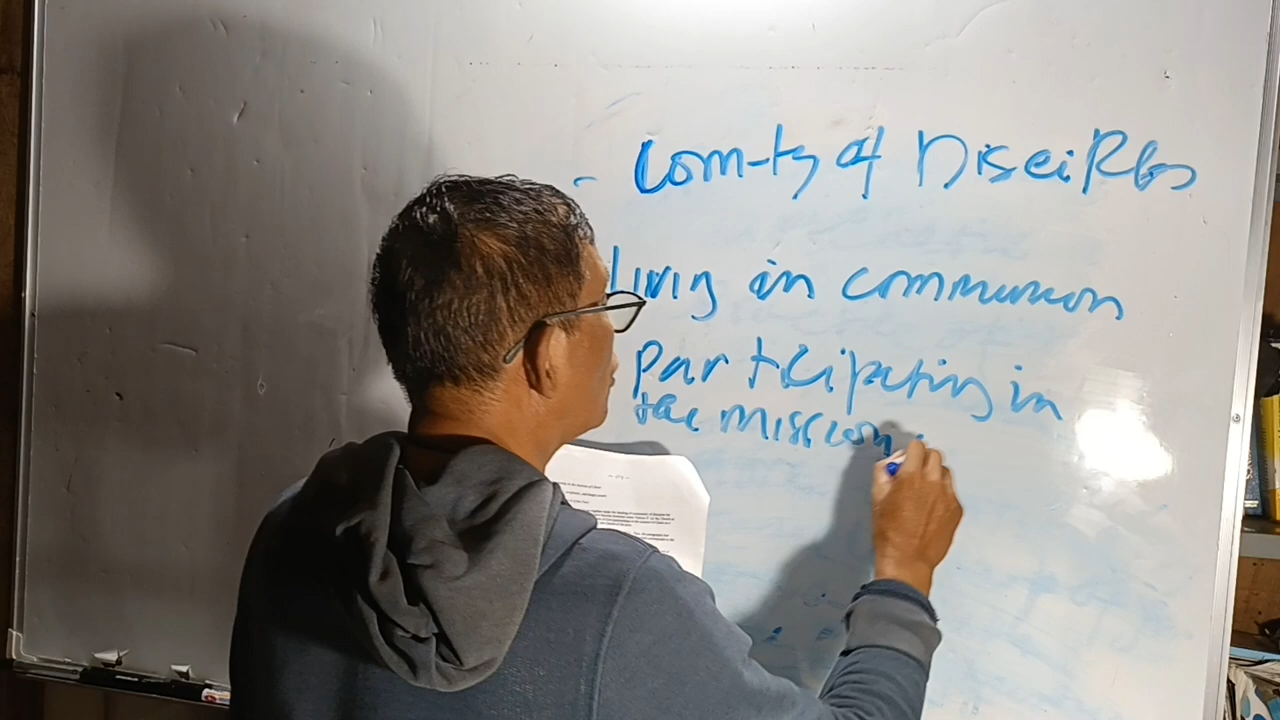 - Com-ty of Disciples
Living in communion
Participating in
the mission